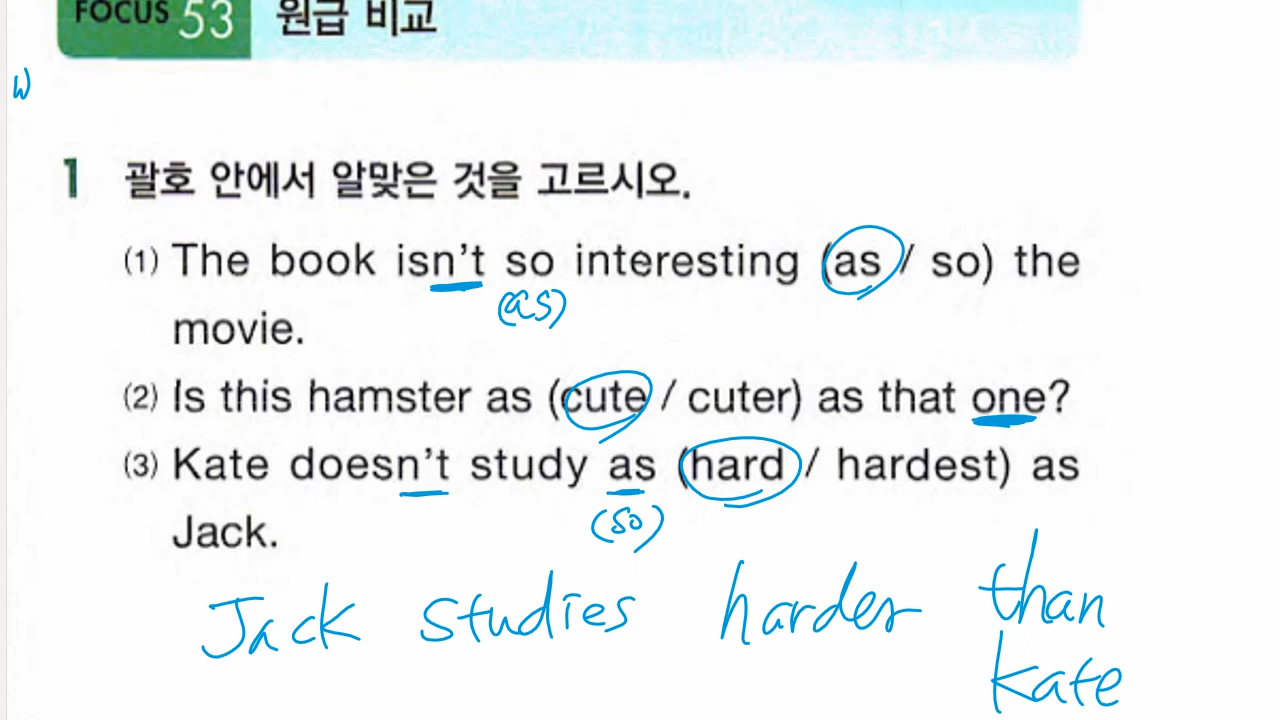 FOCUS 53 원급 비교
1 괄호 안에서 알맞은 것을 고르시오.
(1) The book isn't so interesting (as / so) the
(as)
movie.
(2) Is this hamster as (cute / cuter) as that one?
(3) Kate doesn't study as (hard / hardest) as
(so)
Jack.
Jack studies harder than
kate